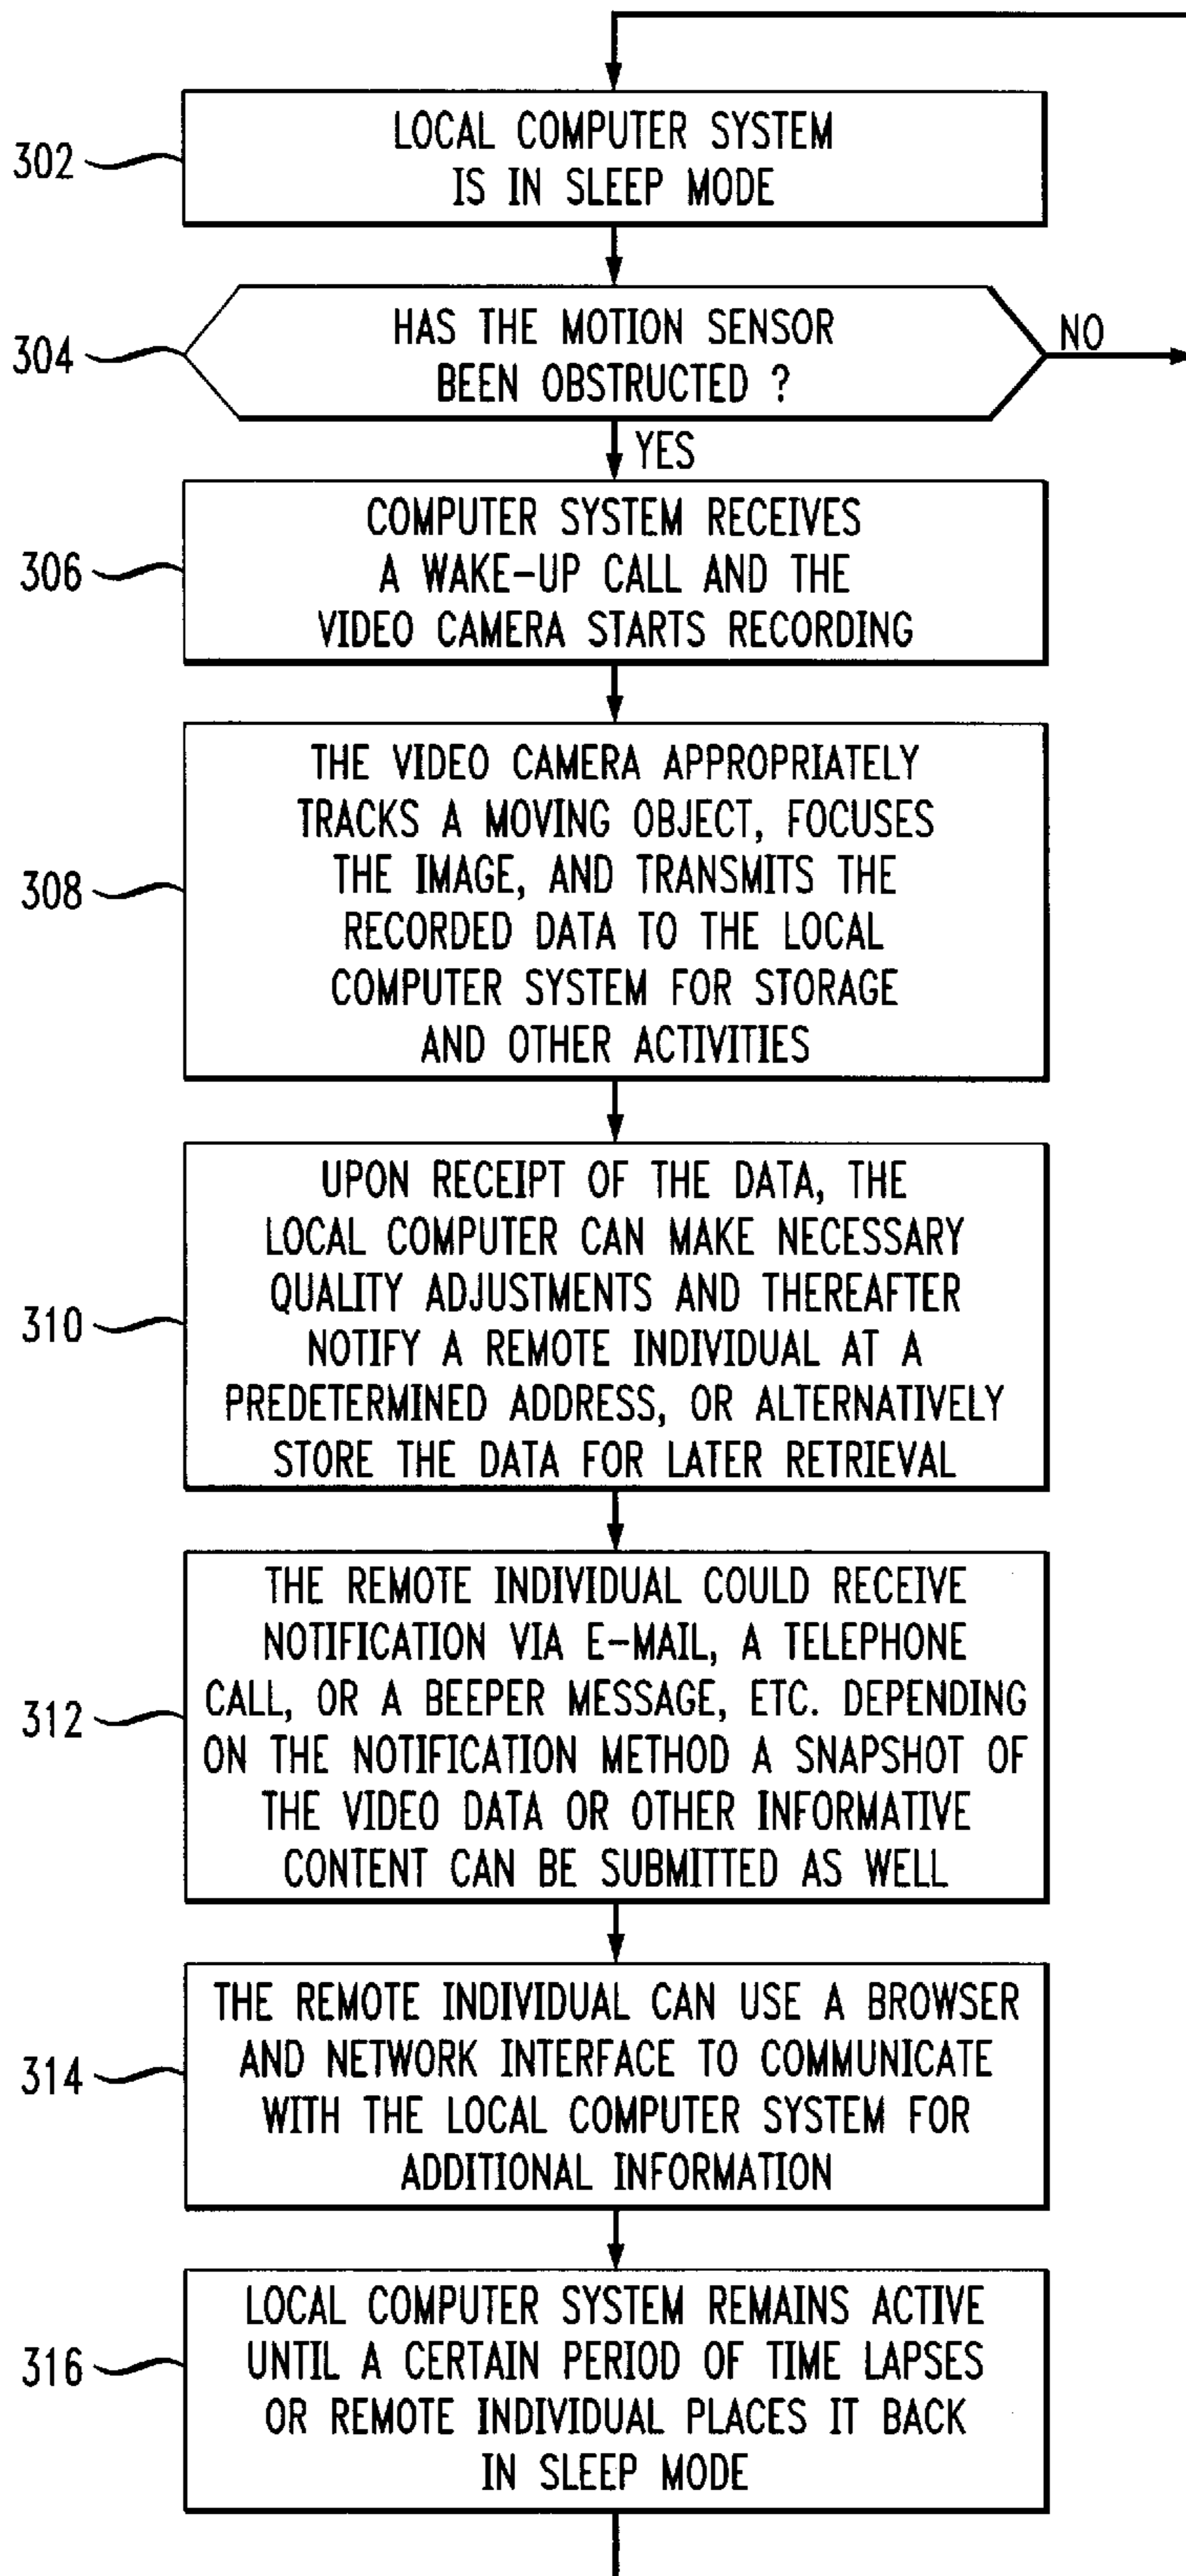 302
LOCAL COMPUTER SYSTEM
IS IN SLEEP MODE
304
HAS THE MOTION SENSOR
BEEN OBSTRUCTED ?
NO
YES
306
COMPUTER SYSTEM RECEIVES
A WAKE-UP CALL AND THE
VIDEO CAMERA STARTS RECORDING
308
THE VIDEO CAMERA APPROPRIATELY
TRACKS A MOVING OBJECT, FOCUSES
THE IMAGE, AND TRANSMITS THE
RECORDED DATA TO THE LOCAL
COMPUTER SYSTEM FOR STORAGE
AND OTHER ACTIVITIES
310
UPON RECEIPT OF THE DATA, THE
LOCAL COMPUTER CAN MAKE NECESSARY
QUALITY ADJUSTMENTS AND THEREAFTER
NOTIFY A REMOTE INDIVIDUAL AT A
PREDETERMINED ADDRESS, OR ALTERNATIVELY
STORE THE DATA FOR LATER RETRIEVAL
312
THE REMOTE INDIVIDUAL COULD RECEIVE
NOTIFICATION VIA E-MAIL, A TELEPHONE
CALL, OR A BEEPER MESSAGE, ETC. DEPENDING
ON THE NOTIFICATION METHOD A SNAPSHOT OF
THE VIDEO DATA OR OTHER INFORMATIVE
CONTENT CAN BE SUBMITTED AS WELL
314
THE REMOTE INDIVIDUAL CAN USE A BROWSER
AND NETWORK INTERFACE TO COMMUNICATE
WITH THE LOCAL COMPUTER SYSTEM FOR
ADDITIONAL INFORMATION
316
LOCAL COMPUTER SYSTEM REMAINS ACTIVE
UNTIL A CERTAIN PERIOD OF TIME LAPSES
OR REMOTE INDIVIDUAL PLACES IT BACK
IN SLEEP MODE